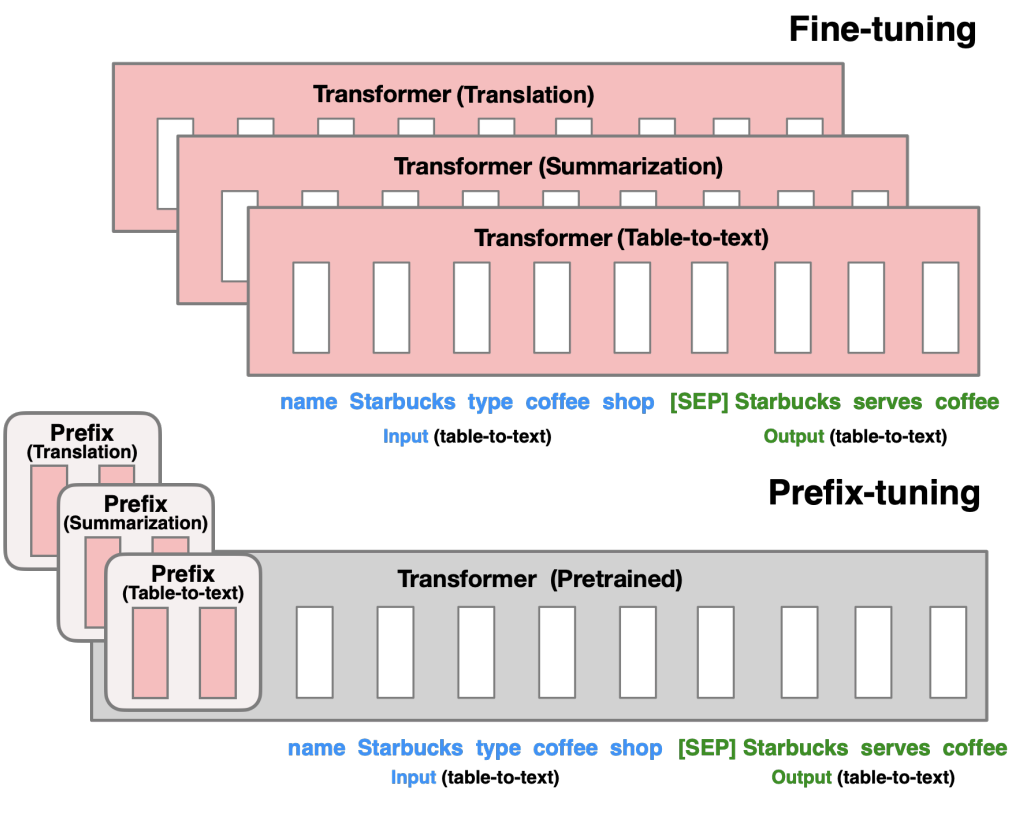 Fine-tuning
Transformer (Translation)
Transformer (Summarization)
Transformer (Table-to-text)
name Starbucks type coffee shop [SEP] Starbucks serves coffee
Input (table-to-text) Output (table-to-text)
Prefix
(Translation)
Prefix-tuning
Prefix
(Summarization)
Prefix
(Table-to-text)
Transformer (Pretrained)
name Starbucks type coffee shop [SEP] Starbucks serves coffee
Input (table-to-text) Output (table-to-text)